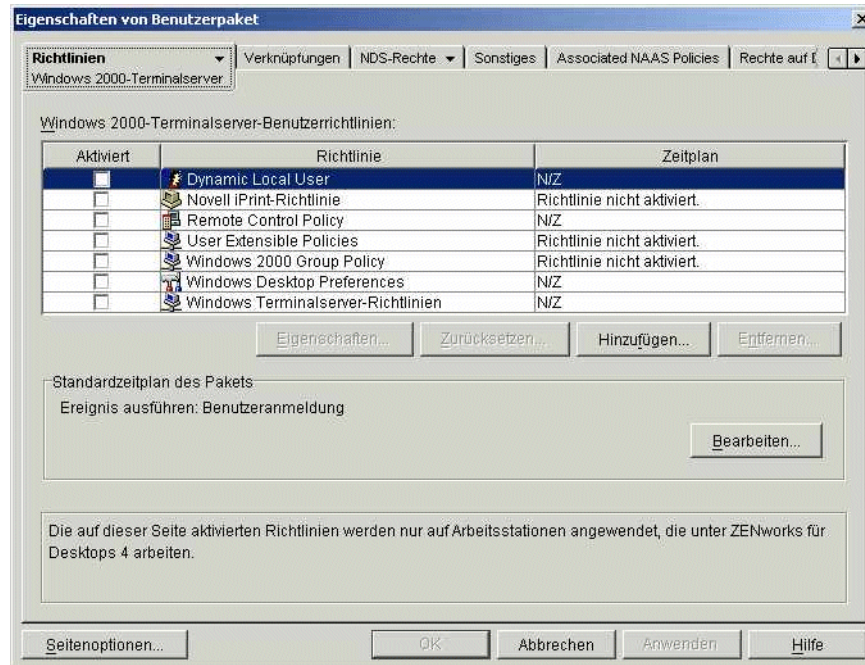 Eigenschaften von Benutzerpaket
Richtlinien Verknüpfungen NDS-Rechte Sonstiges Associated NAAS Policies Rechte auf
Windows 2000-Terminalserver
Windows 2000-Terminalserver-Benutzerrichtlinien:
Aktiviert Richtlinie Zeitplan
Dynamic Local User N/Z
Novell iPrint-Richtlinie Richtlinie nicht aktiviert.
Remote Control Policy N/Z
User Extensible Policies Richtlinie nicht aktiviert.
Windows 2000 Group Policy Richtlinie nicht aktiviert.
Windows Desktop Preferences N/Z
Windows Terminalserver-Richtlinien N/Z
Eigenschaften... Zurücksetzen... Hinzufügen... Entfernen...
Standardzeitplan des Pakets
Ereignis ausführen: Benutzeranmeldung
Bearbeiten...
Die auf dieser Seite aktivierten Richtlinien werden nur auf Arbeitsstationen angewendet, die unter ZENworks für
Desktops 4 arbeiten.
Seitenoptionen... OK Abbrechen Anwenden Hilfe